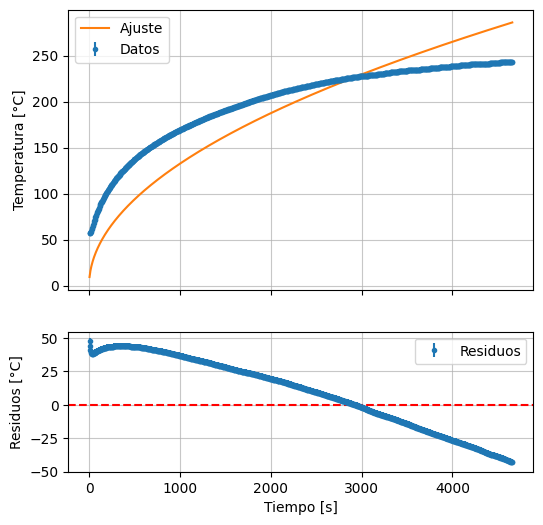 Ajuste
Datos
Temperatura [°C]
250
200
150
100
50
0
Residuos
Residuos [°C]
50
25
0
−25
−50
0 1000 2000 3000 4000
Tiempo [s]